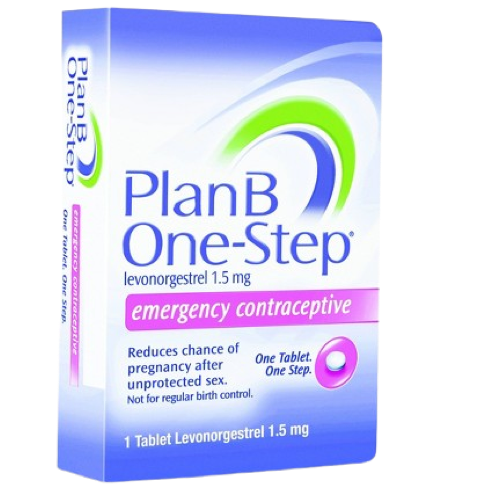 PlanB
One-Step®
emergency contraceptive
One Tablet. One Step.
PlanB
One-Step®
levonorgestrel 1.5 mg
emergency contraceptive
Reduces chance of
pregnancy after
unprotected sex.
Not for regular birth control.
One Tablet.
One Step.
1 Tablet Levonorgestrel 1.5 mg